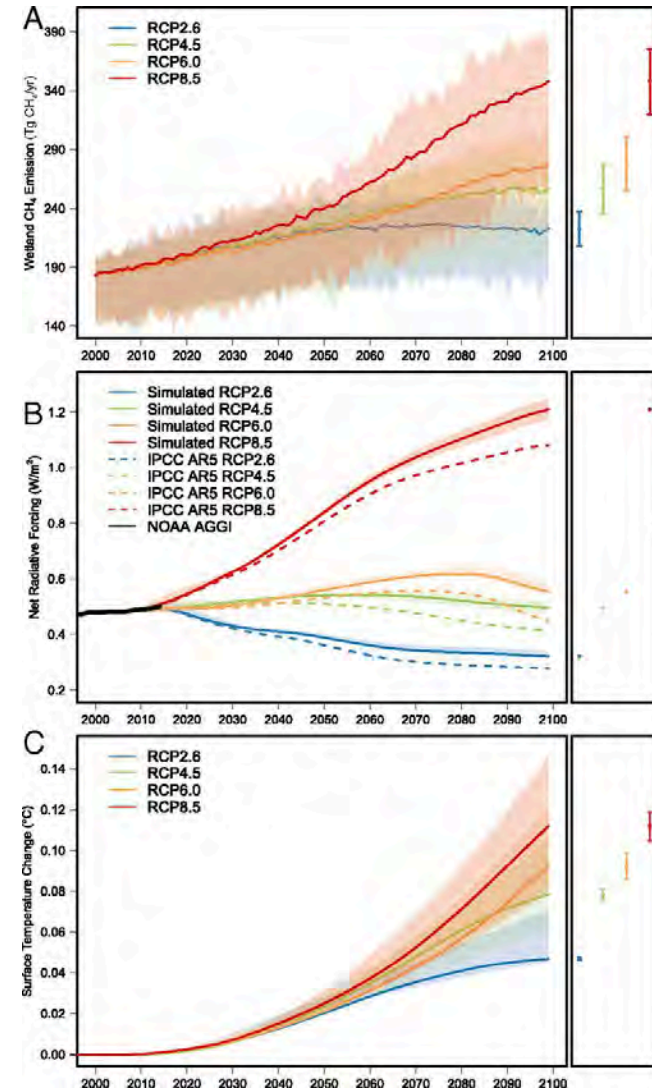 A
RCP2.6
RCP4.5
RCP6.0
RCP8.5
Wetland CH₄ Emission (Tg CH₄/yr)
390
340
290
240
190
140
2000 2010 2020 2030 2040 2050 2060 2070 2080 2090 2100
B
Simulated RCP2.6
Simulated RCP4.5
Simulated RCP6.0
Simulated RCP8.5
IPCC AR5 RCP2.6
IPCC AR5 RCP4.5
IPCC AR5 RCP6.0
IPCC AR5 RCP8.5
NOAA AGGI
Net Radiative Forcing (W/m²)
1.2
1.0
0.8
0.6
0.4
0.2
2000 2010 2020 2030 2040 2050 2060 2070 2080 2090 2100
C
RCP2.6
RCP4.5
RCP6.0
RCP8.5
Surface Temperature Change (°C)
0.14
0.12
0.10
0.08
0.06
0.04
0.02
0.00
2000 2010 2020 2030 2040 2050 2060 2070 2080 2090 2100